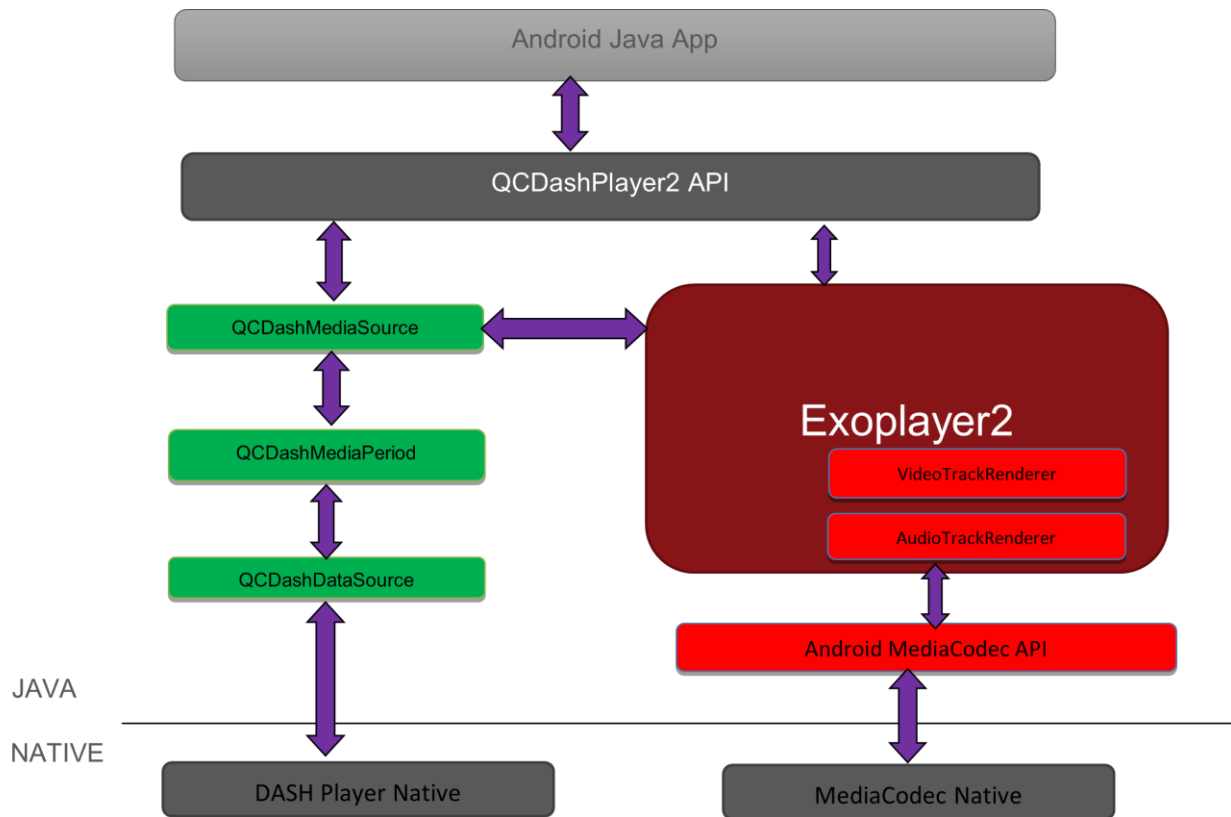 Android Java App
QCDashPlayer2 API
QCDashMediaSource
Exoplayer2
QCDashMediaPeriod
VideoTrackRenderer
AudioTrackRenderer
QCDashDataSource
Android MediaCodec API
JAVA
NATIVE
DASH Player Native
MediaCodec Native